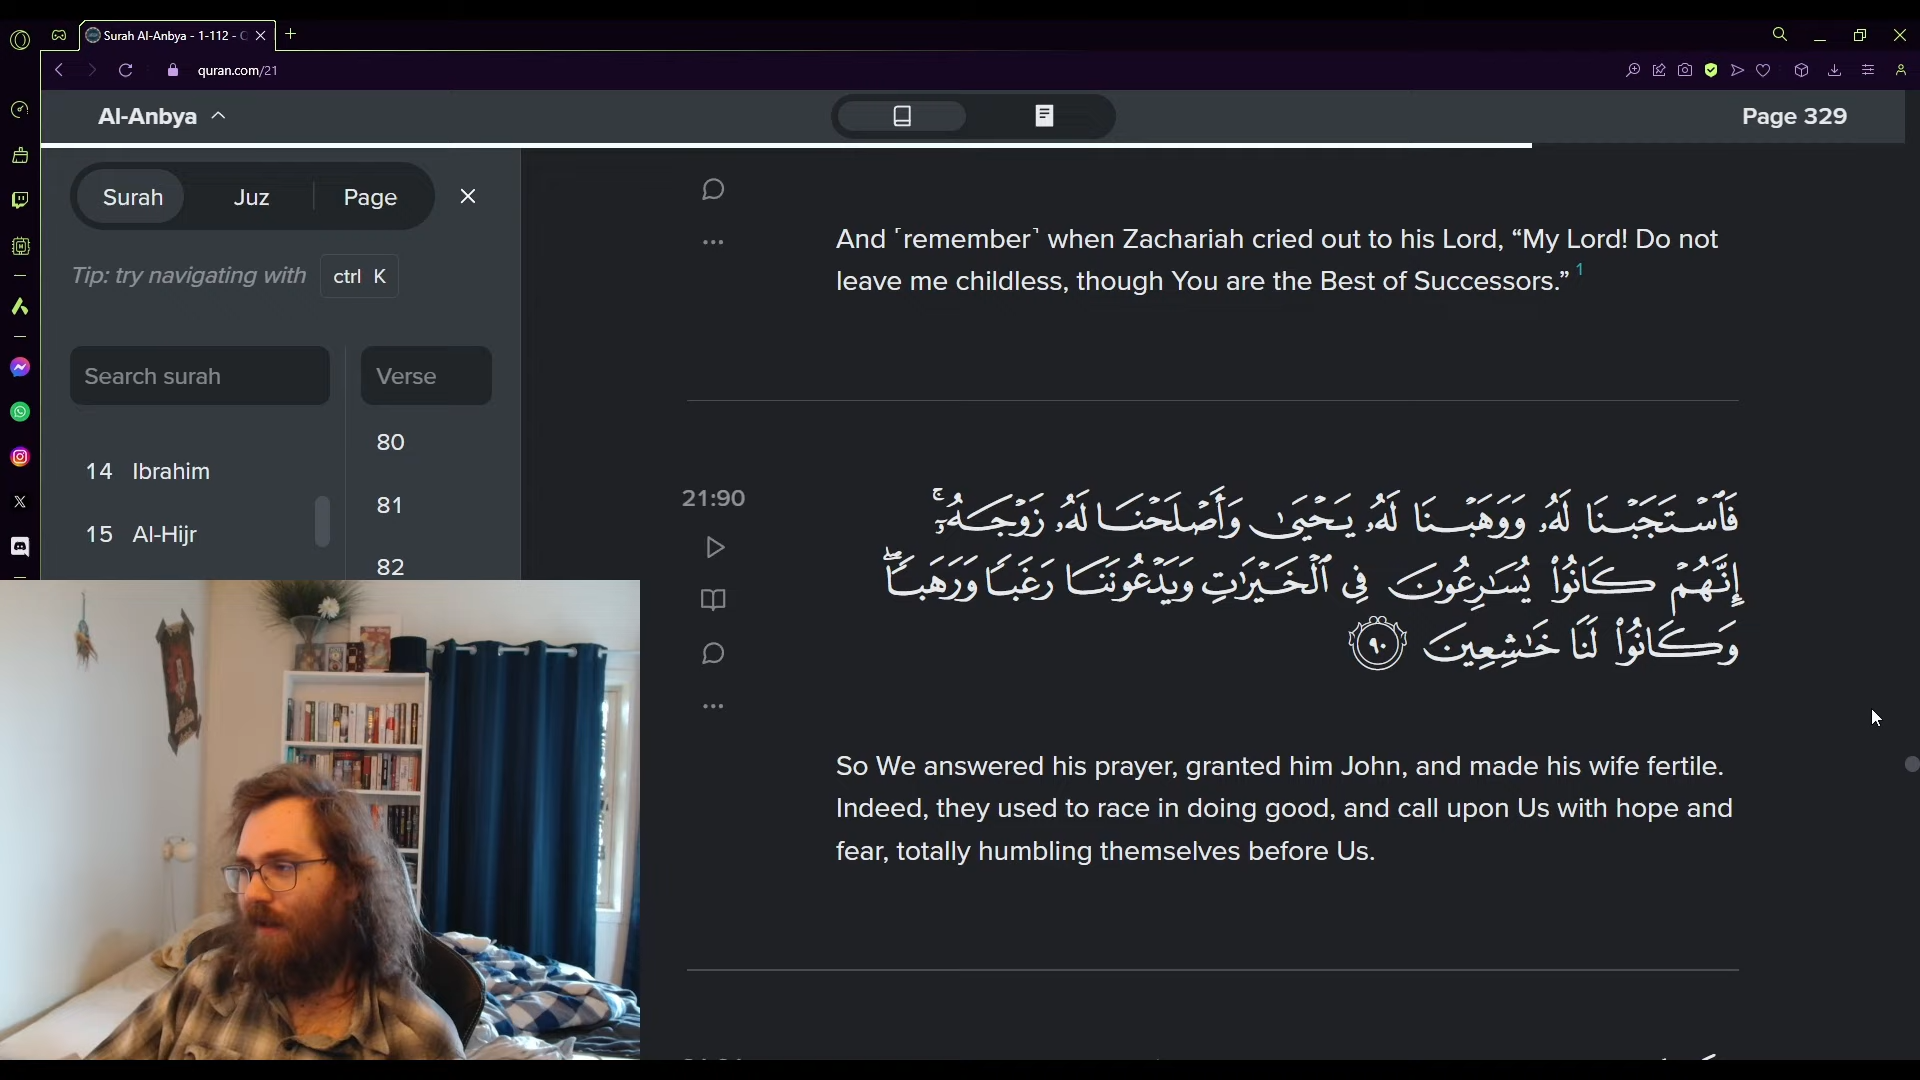 Surah Al-Anbya - 1-112 -
quran.com/21
Al-Anbya
Page 329
Surah
Juz
Page
Tip: try navigating with ctrl K
Search surah
Verse
14 Ibrahim
15 Al-Hijr
80
81
82
And ˹remember˺ when Zachariah cried out to his Lord, “My Lord! Do not
leave me childless, though You are the Best of Successors.” 1
21:90
فَٱسْتَجَبْنَا لَهُۥ وَوَهَبْنَا لَهُۥ يَحْيَىٰ وَأَصْلَحْنَا لَهُۥ زَوْجَهُۥٓ ۚ
إِنَّهُمْ كَانُوا۟ يُسَـٰرِعُونَ فِى ٱلْخَيْرَٰتِ وَيَدْعُونَنَا رَغَبًا وَرَهَبًا ۖ
وَكَانُوا۟ لَنَا خَـٰشِعِينَ ٩٠
So We answered his prayer, granted him John, and made his wife fertile.
Indeed, they used to race in doing good, and call upon Us with hope and
fear, totally humbling themselves before Us.